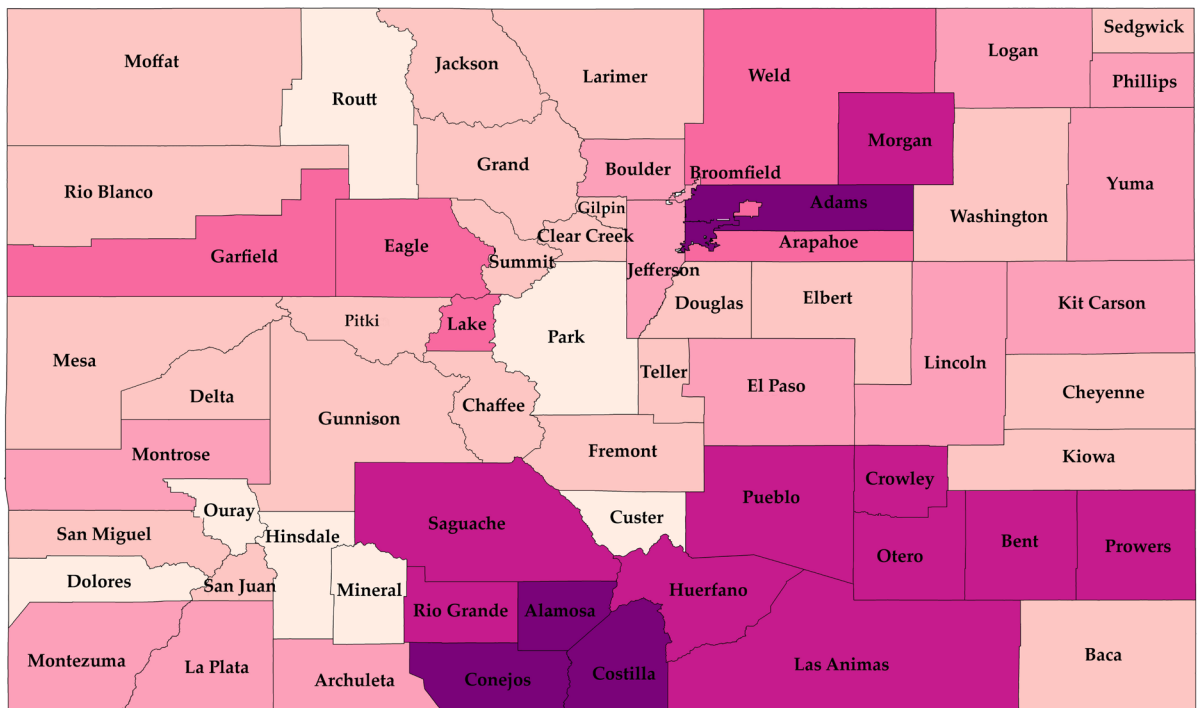 Sedgwick
Logan
Moffat
Jackson
Larimer
Weld
Phillips
Routt
Morgan
Grand
Boulder
Broomfield
Rio Blanco
Yuma
Gilpin
Adams
Washington
Clear Creek
Arapahoe
Eagle
Garfield
Summit
Jefferson
Douglas
Elbert
Kit Carson
Pitki
Lake
Park
Mesa
Lincoln
Teller
El Paso
Cheyenne
Delta
Chaffee
Gunnison
Fremont
Montrose
Kiowa
Crowley
Pueblo
Ouray
Custer
Saguache
San Miguel
Hinsdale
Bent
Prowers
Otero
Dolores
San Juan
Mineral
Huerfano
Rio Grande
Alamosa
Montezuma
La Plata
Las Animas
Baca
Costilla
Archuleta
Conejos